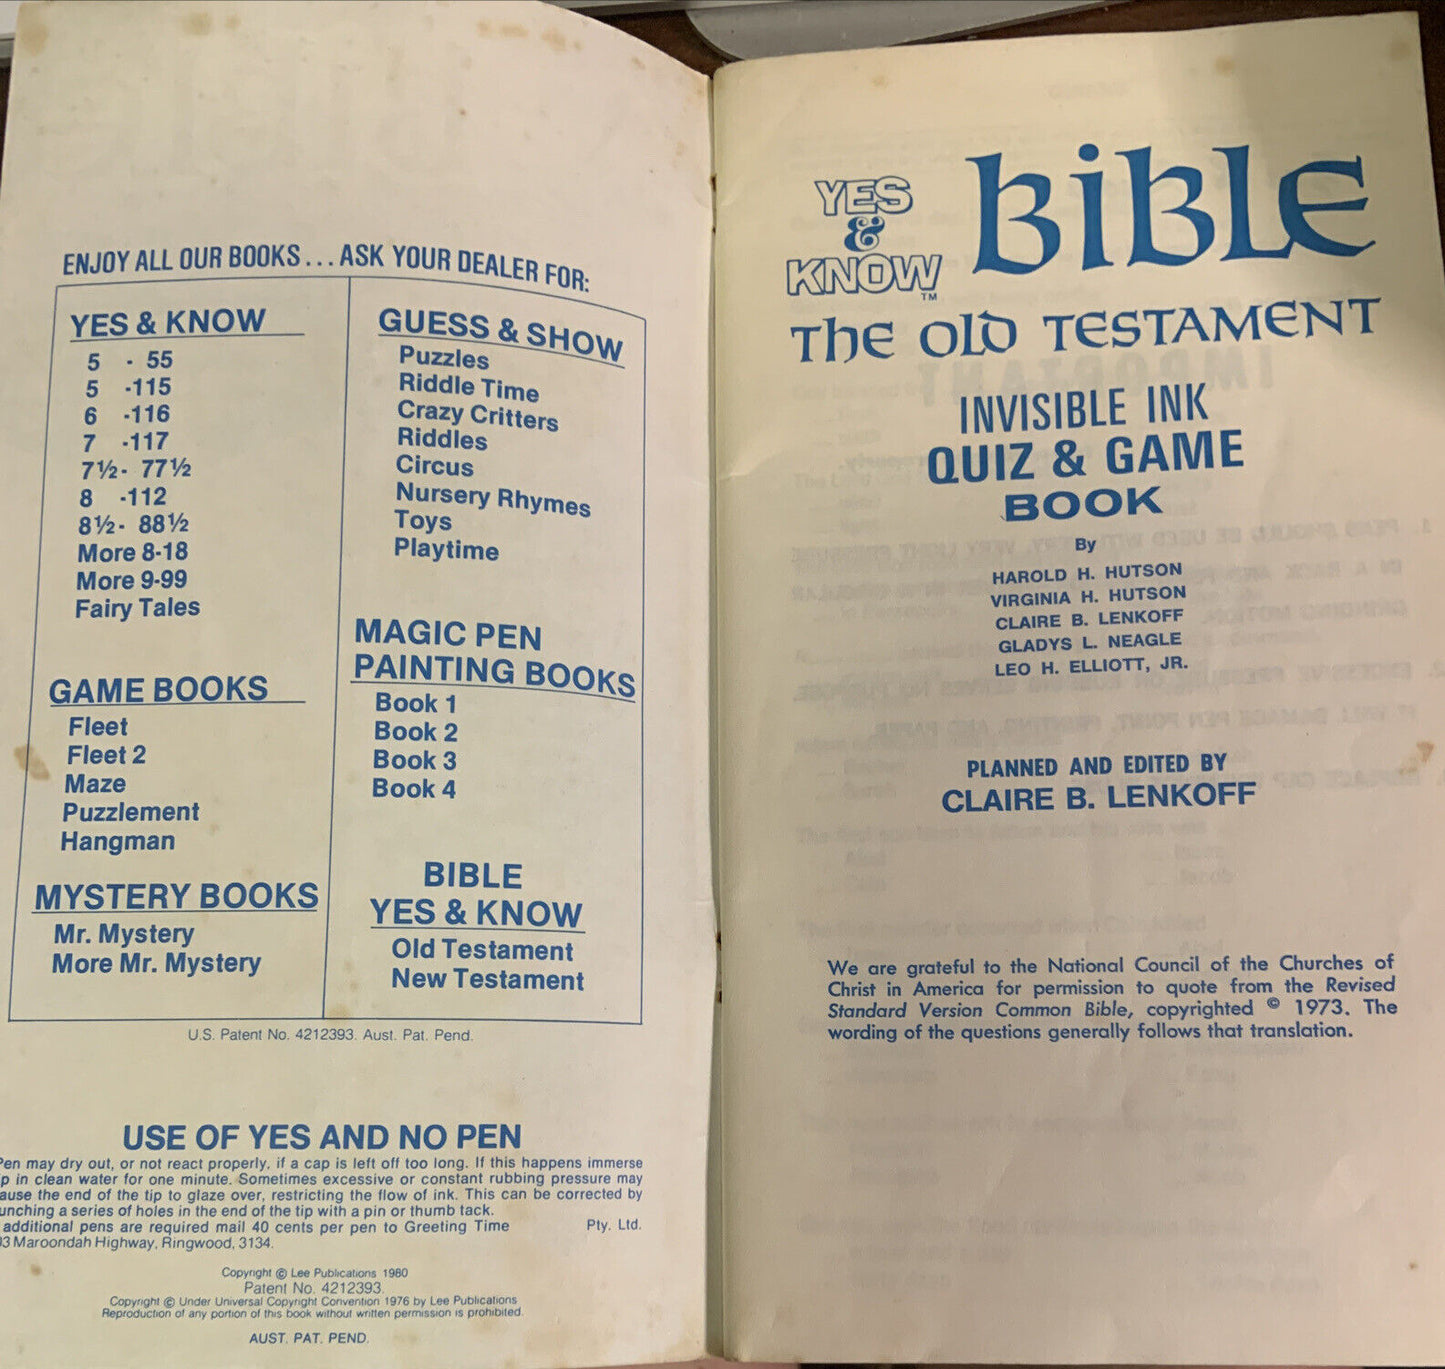 ENJOY ALL OUR BOOKS... ASK YOUR DEALER FOR:
YES & KNOW
5 - 55
5 -115
6 -116
7 -117
7½- 77½
8 -112
8½- 88½
More 8-18
More 9-99
Fairy Tales
GAME BOOKS
Fleet
Fleet 2
Maze
Puzzlement
Hangman
MYSTERY BOOKS
Mr. Mystery
More Mr. Mystery
GUESS & SHOW
Puzzles
Riddle Time
Crazy Critters
Riddles
Circus
Nursery Rhymes
Toys
Playtime
MAGIC PEN
PAINTING BOOKS
Book 1
Book 2
Book 3
Book 4
BIBLE
YES & KNOW
Old Testament
New Testament
U.S. Patent No. 4212393. Aust. Pat. Pend.
USE OF YES AND NO PEN
Pen may dry out, or not react properly, if a cap is left off too long. If this happens immerse
in clean water for one minute. Sometimes excessive or constant rubbing pressure may
the end of the tip to glaze over, restricting the flow of ink. This can be corrected by
a series of holes in the end of the tip with a pin or thumb tack.
additional pens are required mail 40 cents per pen to Greeting Time Pty. Ltd.
Maroondah Highway, Ringwood, 3134.
Copyright © Lee Publications 1980
Patent No. 4212393.
Copyright © Under Universal Copyright Convention 1976 by Lee Publications
Reproduction of any portion of this book without written permission is prohibited.
AUST. PAT. PEND.
YES
&
KNOW™
BIBLE
THE OLD TESTAMENT
INVISIBLE INK
QUIZ & GAME
BOOK
By
HAROLD H. HUTSON
VIRGINIA H. HUTSON
CLAIRE B. LENKOFF
GLADYS L. NEAGLE
LEO H. ELLIOTT, JR.
PLANNED AND EDITED BY
CLAIRE B. LENKOFF
We are grateful to the National Council of the Churches of
Christ in America for permission to quote from the Revised
Standard Version Common Bible, copyrighted © 1973. The
wording of the questions generally follows that translation.